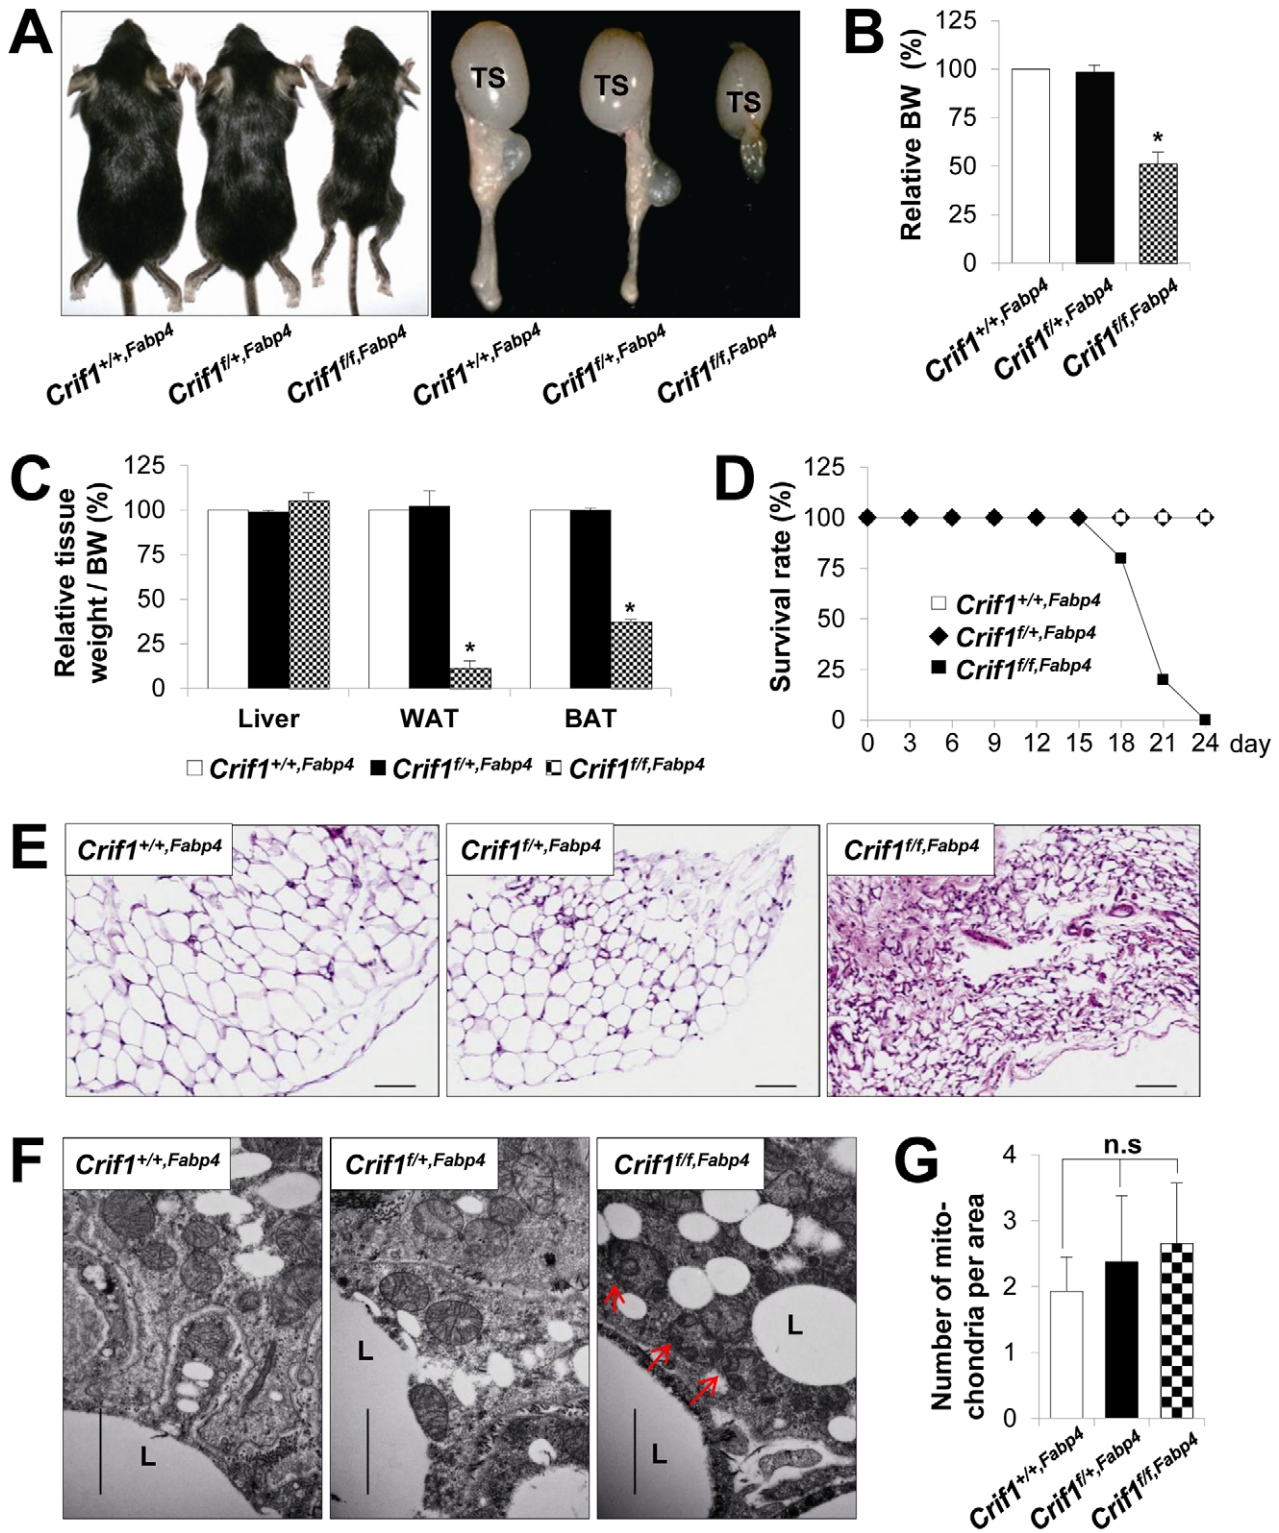 A
TS
TS
TS
Crif1+/+,Fabp4
Crif1f/+,Fabp4
Crif1f/f,Fabp4
Crif1+/+,Fabp4
Crif1f/+,Fabp4
Crif1f/f,Fabp4
B
Relative BW (%)
125
100
75
50
25
0
*
Crif1+/+,Fabp4
Crif1f/+,Fabp4
Crif1f/f,Fabp4
C
Relative tissue
weight / BW (%)
125
100
75
50
25
0
*
*
Liver WAT BAT
Crif1+/+,Fabp4 Crif1f/+,Fabp4 Crif1f/f,Fabp4
D
Survival rate (%)
125
100
75
50
25
0
Crif1+/+,Fabp4
Crif1f/+,Fabp4
Crif1f/f,Fabp4
0 3 6 9 12 15 18 21 24 day
E
Crif1+/+,Fabp4
Crif1f/+,Fabp4
Crif1f/f,Fabp4
F
Crif1+/+,Fabp4
L
Crif1f/+,Fabp4
L
Crif1f/f,Fabp4
L
L
G
Number of mito-
chondria per area
4
3
2
1
0
n.s
Crif1+/+,Fabp4
Crif1f/+,Fabp4
Crif1f/f,Fabp4